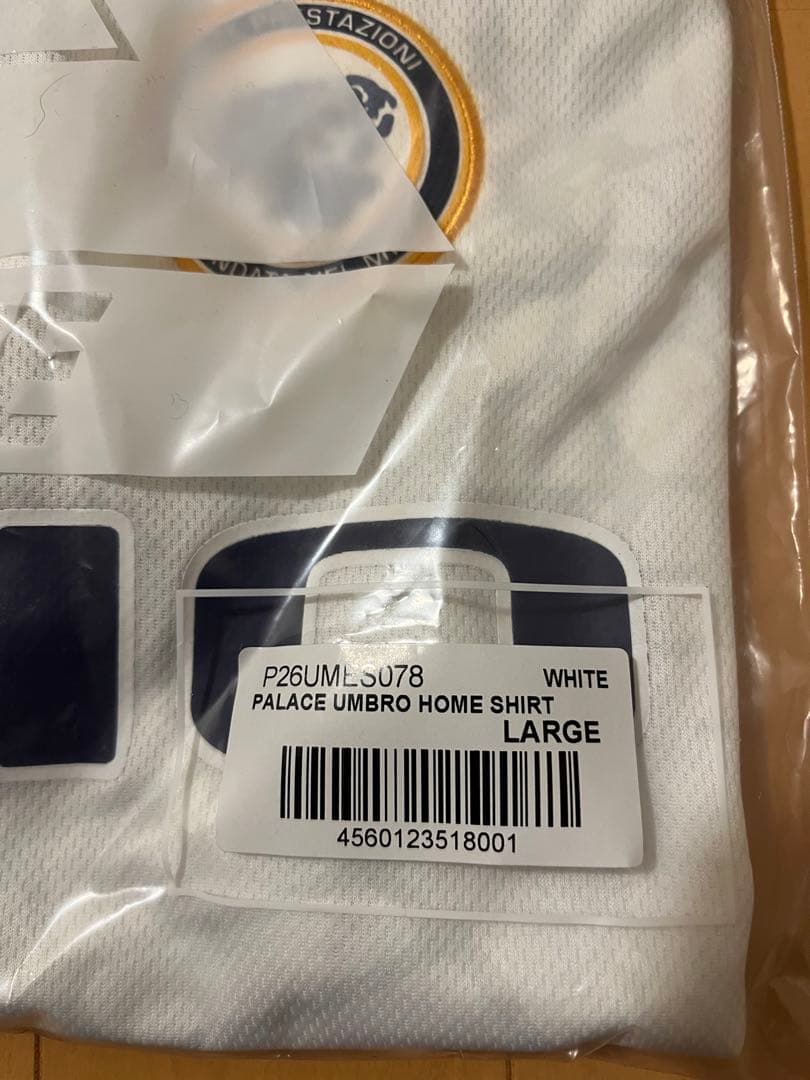 STAZIONI
P26UMES078 WHITE
PALACE UMBRO HOME SHIRT
LARGE
4560123518001